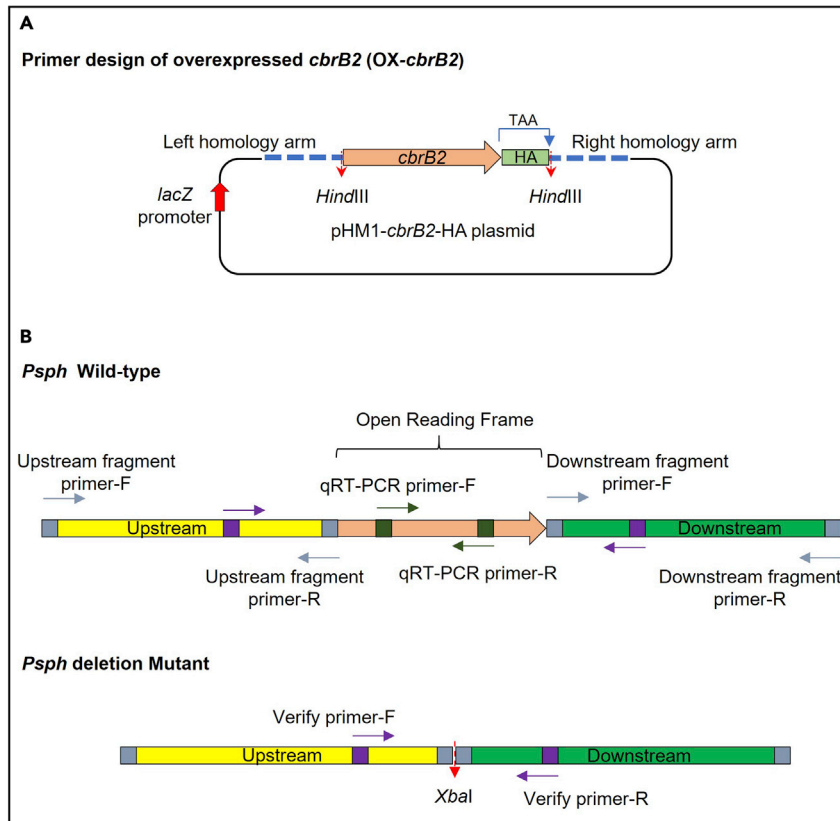 A
Primer design of overexpressed cbrB2 (OX-cbrB2)
TAA
Left homology arm
Right homology arm
cbrB2
HA
lacZ
promoter
HindIII
HindIII
pHM1-cbrB2-HA plasmid
B
Psph Wild-type
Open Reading Frame
Upstream fragment
primer-F
Downstream fragment
primer-F
qRT-PCR primer-F
Upstream
Downstream
Upstream fragment
primer-R
qRT-PCR primer-R
Downstream fragment
primer-R
Psph deletion Mutant
Verify primer-F
Upstream
Downstream
XbaI
Verify primer-R